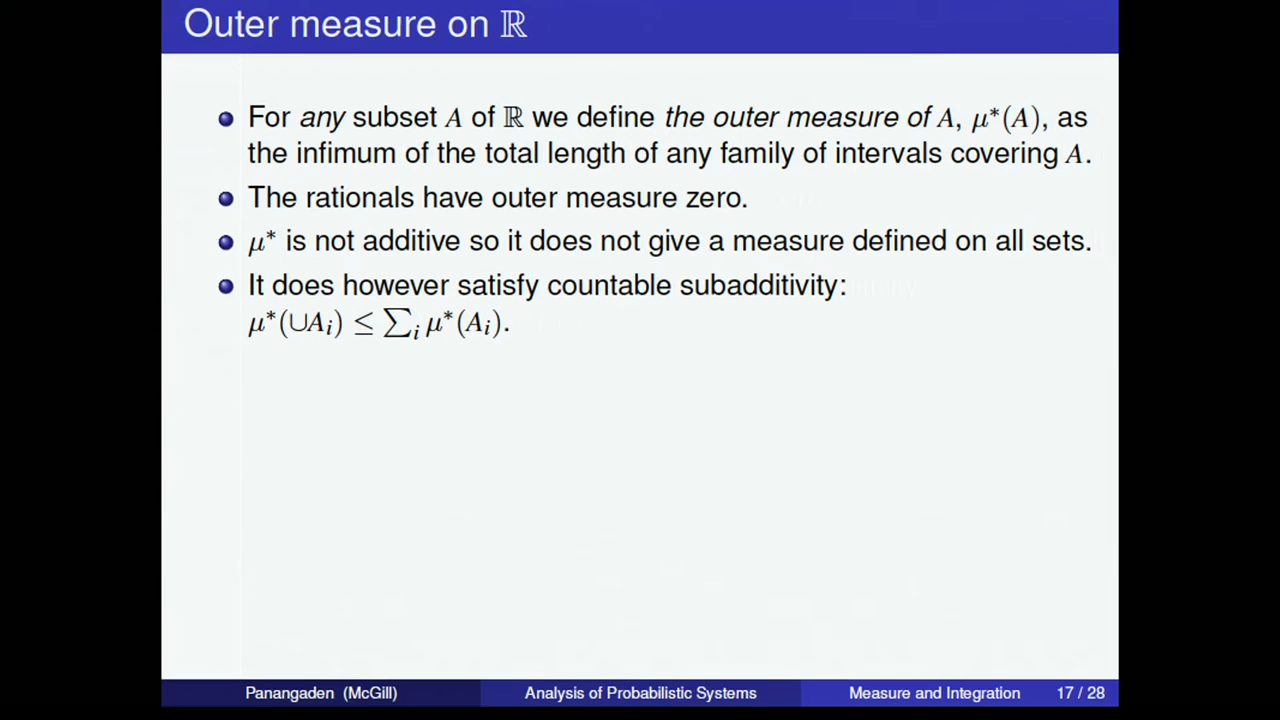 Outer measure on ℝ
For any subset A of ℝ we define the outer measure of A, μ*(A), as
the infimum of the total length of any family of intervals covering A.
The rationals have outer measure zero.
μ* is not additive so it does not give a measure defined on all sets.
It does however satisfy countable subadditivity:
μ*(∪Aᵢ) ≤ ∑ᵢ μ*(Aᵢ).
Panangaden (McGill) Analysis of Probabilistic Systems Measure and Integration 17 / 28